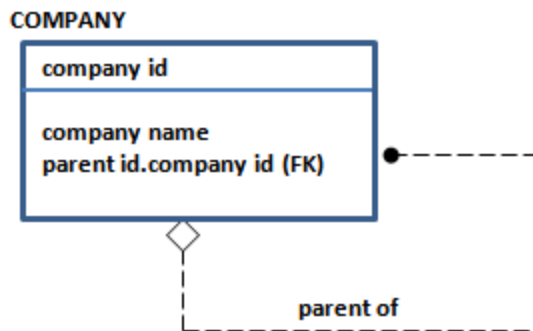 COMPANY
company id
company name
parent id.company id (FK)
parent of